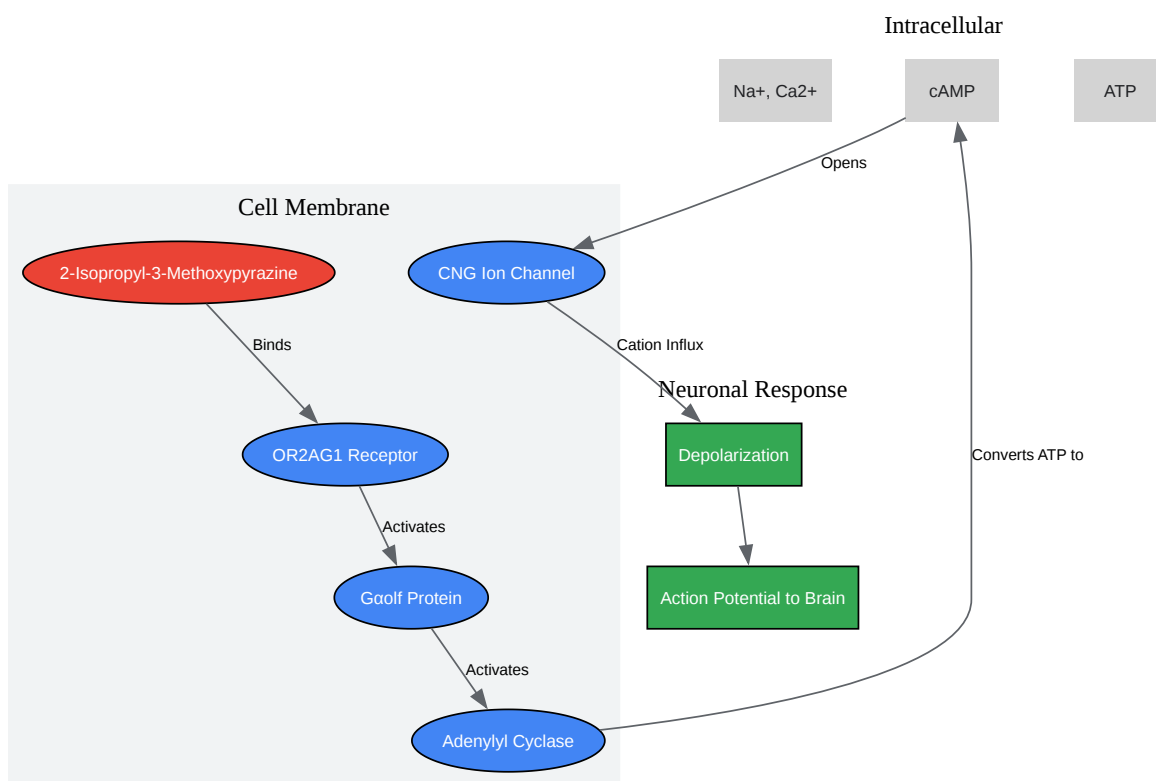 Intracellular
Na+, Ca2+
cAMP
ATP
Opens
Cell Membrane
2-Isopropyl-3-Methoxypyrazine
CNG Ion Channel
Binds
Cation Influx
Neuronal Response
OR2AG1 Receptor
Depolarization
Converts ATP to
Activates
Gαolf Protein
Action Potential to Brain
Activates
Adenylyl Cyclase